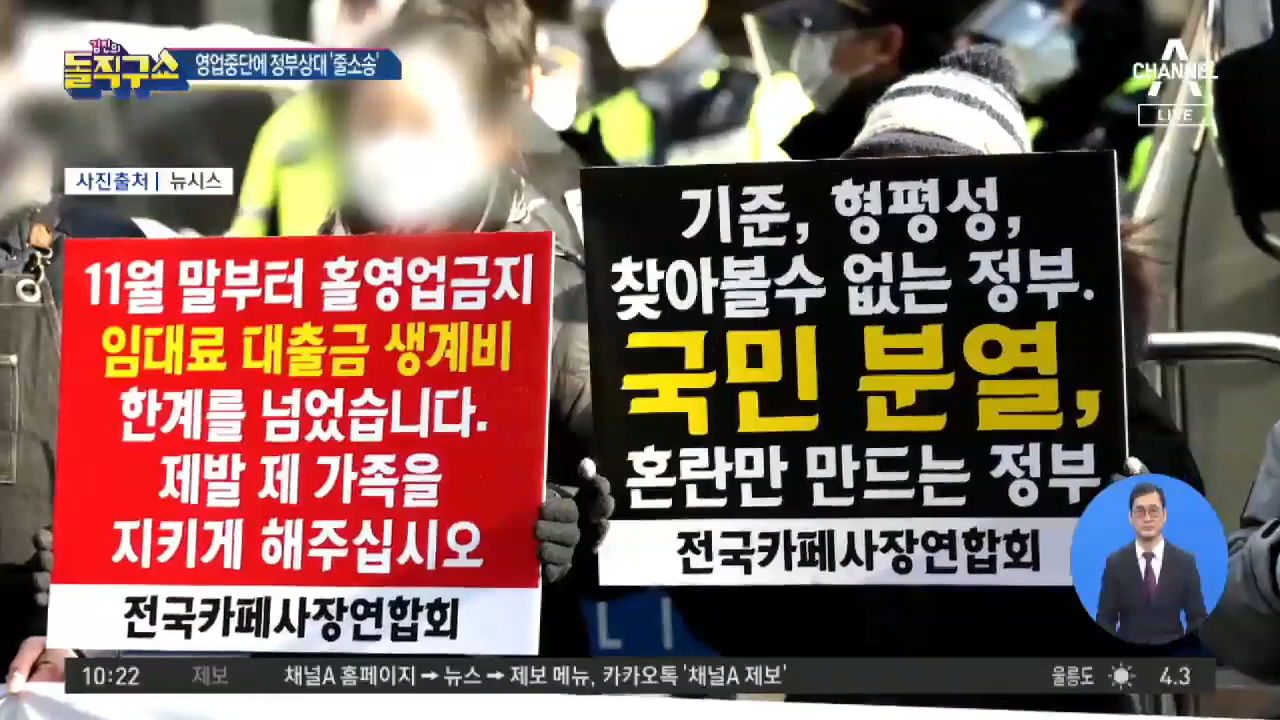 김진의
돌직구쇼
영업중단에 정부상대 '줄소송'
CHANNEL A
LIVE
사진출처 | 뉴시스
11월 말부터 홀영업금지
임대료 대출금 생계비
한계를 넘었습니다.
제발 제 가족을
지키게 해주십시오
전국카페사장연합회
기준, 형평성,
찾아볼수 없는 정부.
국민 분열,
혼란만 만드는 정부
전국카페사장연합회
10:22 제보 채널A 홈페이지 → 뉴스 → 제보 메뉴, 카카오톡 '채널A 제보' 울릉도 4.3